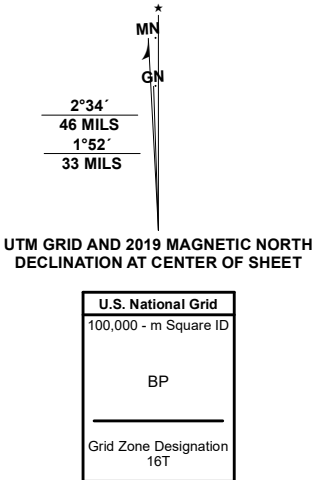 MN
GN
2°34´
46 MILS
1°52´
33 MILS
UTM GRID AND 2019 MAGNETIC NORTH
DECLINATION AT CENTER OF SHEET
U.S. National Grid
100,000 - m Square ID
BP
Grid Zone Designation
16T